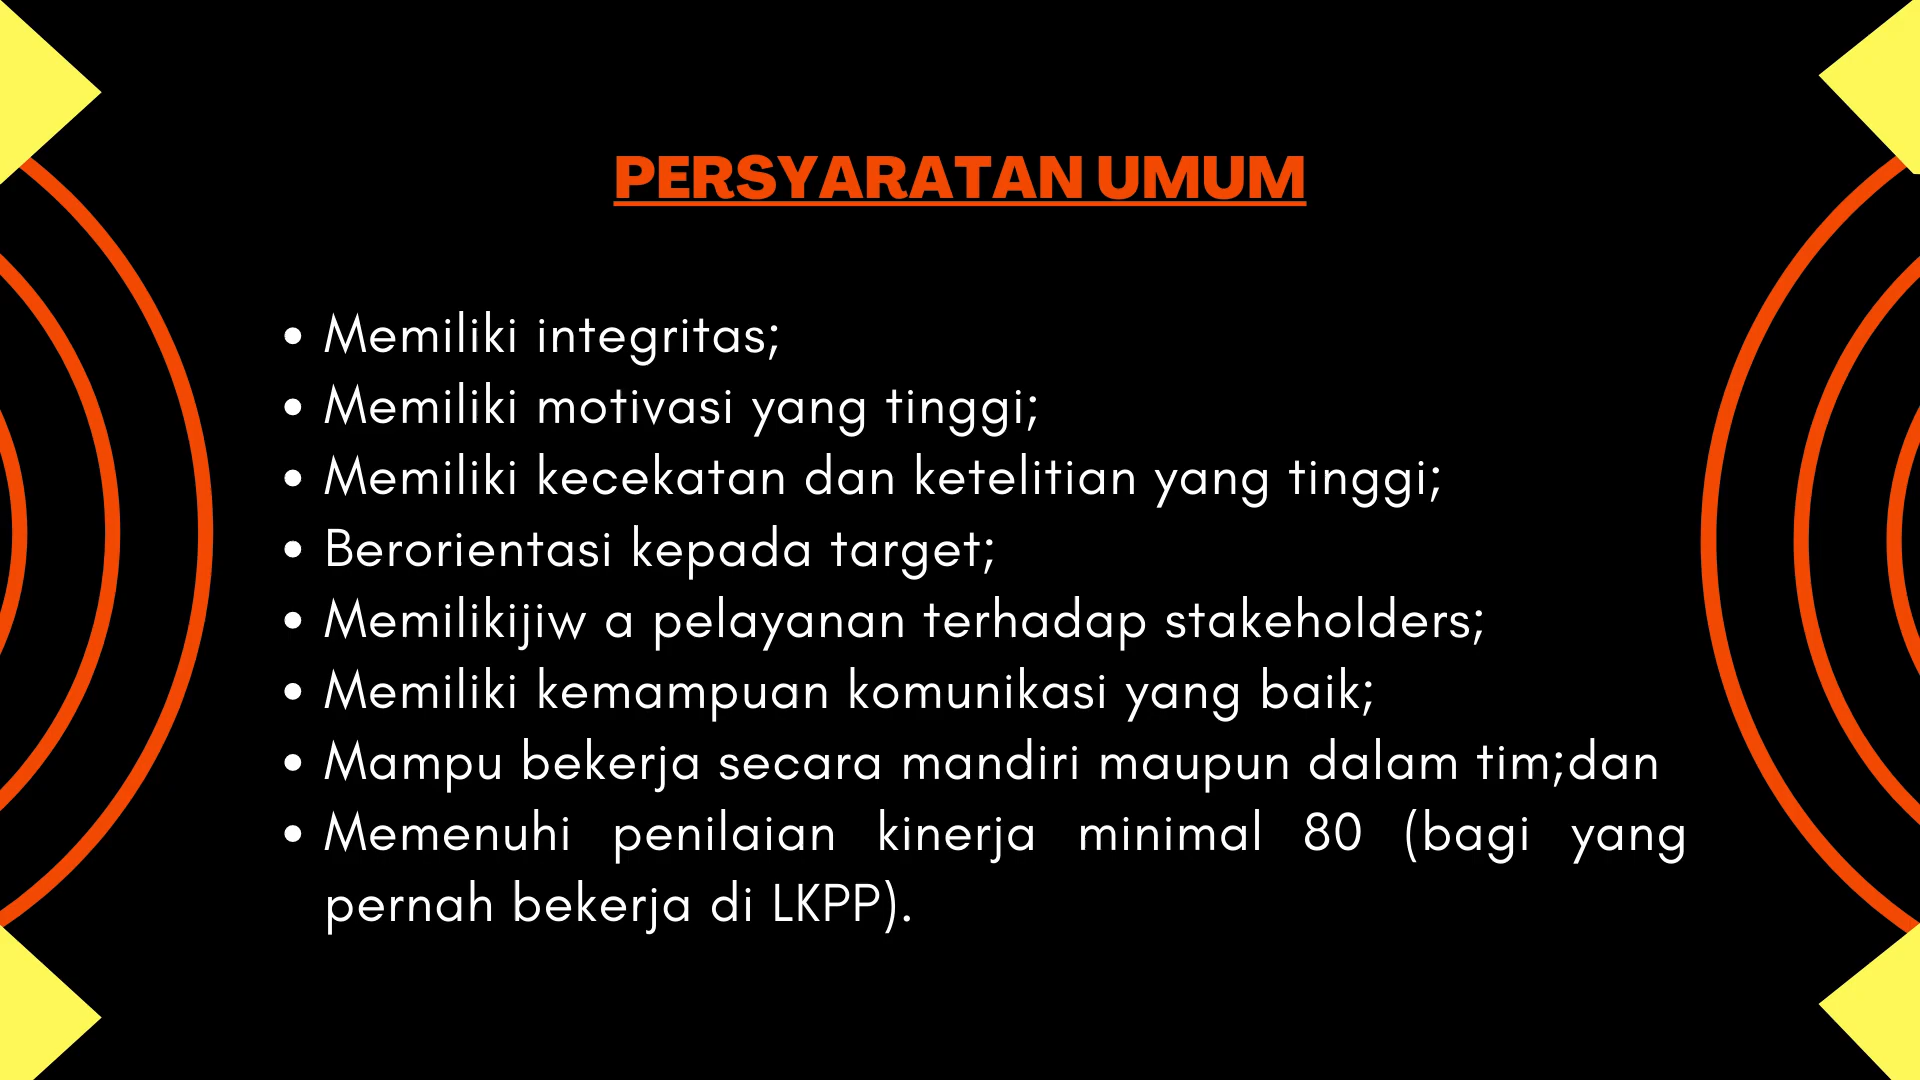 PERSYARATAN UMUM
• Memiliki integritas;
• Memiliki motivasi yang tinggi;
• Memiliki kecekatan dan ketelitian yang tinggi;
• Berorientasi kepada target;
• Memilikijiw a pelayanan terhadap stakeholders;
• Memiliki kemampuan komunikasi yang baik;
• Mampu bekerja secara mandiri maupun dalam tim;dan
• Memenuhi penilaian kinerja minimal 80 (bagi yang
pernah bekerja di LKPP).